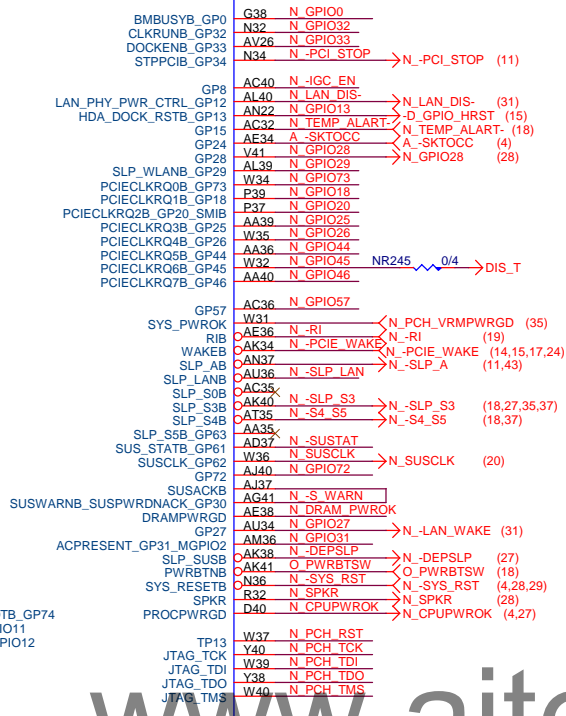 BMBUSYB_GP0 G38 N_GPIO0
CLKRUNB_GP32 N32 N_GPIO32
DOCKENB_GP33 AV26 N_GPIO33
STPPCIB_GP34 N34 N_-PCI_STOP N_-PCI_STOP (11)
GP8 AC40 N_-IGC_EN
LAN_PHY_PWR_CTRL_GP12 AL40 N_LAN_DIS- N_LAN_DIS- (31)
HDA_DOCK_RSTB_GP13 AN22 N_GPIO13 -D_GPIO_HRST (15)
GP15 AC32 N_TEMP_ALART- N_TEMP_ALART- (18)
GP24 AE34 A_-SKTOCC A_-SKTOCC (4)
GP28 V41 N_GPIO28 N_GPIO28 (28)
SLP_WLANB_GP29 AL39 N_GPIO29
PCIECLKRQ0B_GP73 W34 N_GPIO73
PCIECLKRQ1B_GP18 P39 N_GPIO18
PCIECLKRQ2B_GP20_SMIB P37 N_GPIO20
PCIECLKRQ3B_GP25 AA39 N_GPIO25
PCIECLKRQ4B_GP26 W35 N_GPIO26
PCIECLKRQ5B_GP44 AA36 N_GPIO44
PCIECLKRQ6B_GP45 W32 N_GPIO45 NR245 0/4 DIS_T
PCIECLKRQ7B_GP46 AA40 N_GPIO46
GP57 AC36 N_GPIO57
SYS_PWROK W31 N_PCH_VRMPWRGD (35)
RIB AE36 N_-RI N_-RI (19)
WAKEB AK34 N_-PCIE_WAKE N_-PCIE_WAKE (14,15,17,24)
SLP_AB AN37 N_-SLP_A (11,43)
SLP_LANB AU36 N_-SLP_LAN
SLP_S0B AC35
SLP_S3B AK40 N_-SLP_S3 N_-SLP_S3 (18,27,35,37)
SLP_S4B AT35 N_-S4_S5 N_-S4_S5 (18,37)
SLP_S5B_GP63 AA35
SUS_STATB_GP61 AD37 N_-SUSTAT
SUSCLK_GP62 W36 N_SUSCLK N_SUSCLK (20)
GP72 AJ40 N_GPIO72
SUSACKB AJ37
SUSWARNB_SUSPWRDNACK_GP30 AG41 N_-S_WARN
DRAMPWRGD AE38 N_DRAM_PWROK
GP27 AU34 N_GPIO27 N_-LAN_WAKE (31)
ACPRESENT_GP31_MGPIO2 AM36 N_GPIO31
SLP_SUSB AK38 N_-DEPSLP N_-DEPSLP (27)
PWRBTNB AK41 O_PWRBTSW O_PWRBTSW (18)
SYS_RESETB N36 N_-SYS_RST N_-SYS_RST (4,28,29)
SPKR R32 N_SPKR N_SPKR (28)
TB_GP74 PROCPWRGD D40 N_CPUPWROK N_CPUPWROK (4,27)
IO11
PIO12
TP13 W37 N_PCH_RST
JTAG_TCK Y40 N_PCH_TCK
JTAG_TDI W39 N_PCH_TDI
JTAG_TDO Y38 N_PCH_TDO
JTAG_TMS W40 N_PCH_TMS